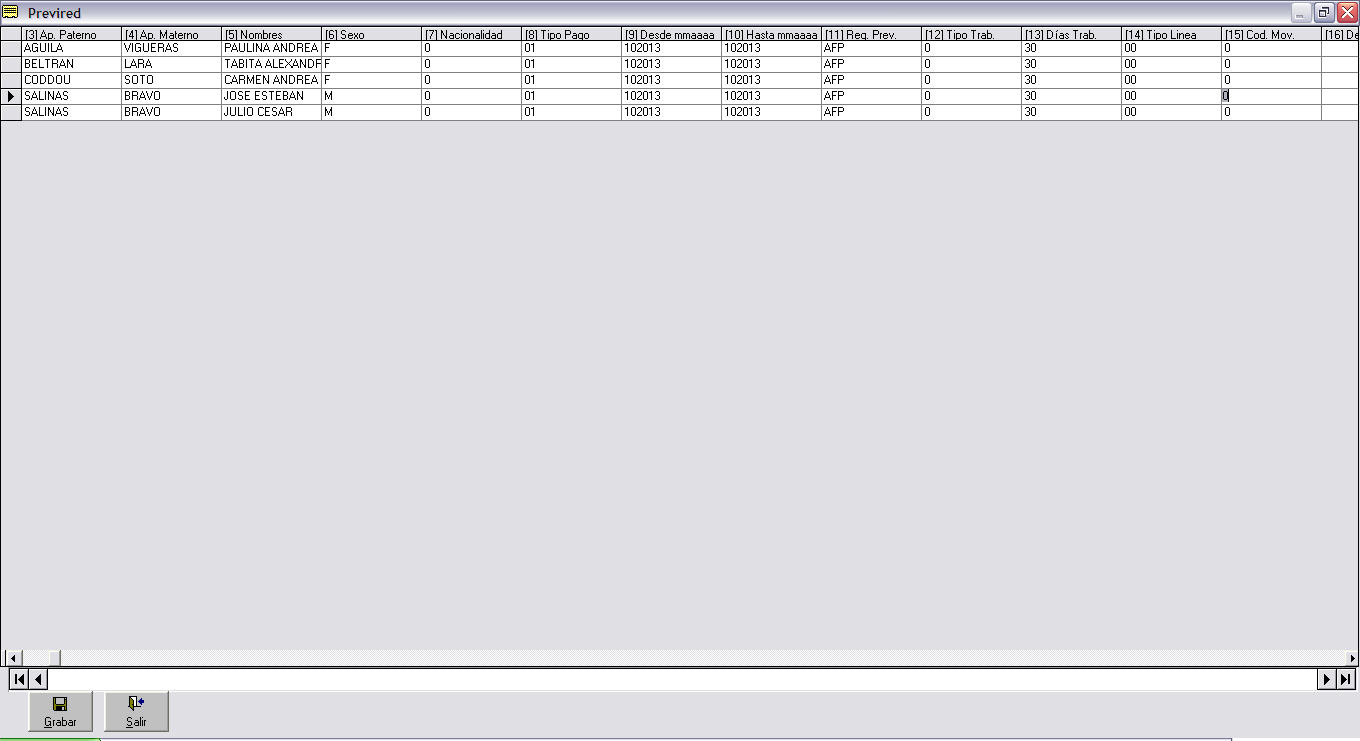 Previred
[3] Ap. Paterno [4] Ap. Materno [5] Nombres [6] Sexo [7] Nacionalidad [8] Tipo Pago [9] Desde mmaaaa [10] Hasta mmaaaa [11] Reg. Prev. [12] Tipo Trab. [13] Días Trab. [14] Tipo Linea [15] Cod. Mov. [16] De
AGUILA VIGUERAS PAULINA ANDREA F 0 01 102013 102013 AFP 0 30 00 0
BELTRAN LARA TABITA ALEXANDF F 0 01 102013 102013 AFP 0 30 00 0
CODDOU SOTO CARMEN ANDREA F 0 01 102013 102013 AFP 0 30 00 0
SALINAS BRAVO JOSE ESTEBAN M 0 01 102013 102013 AFP 0 30 00 0
SALINAS BRAVO JULIO CESAR M 0 01 102013 102013 AFP 0 30 00 0
Grabar Salir